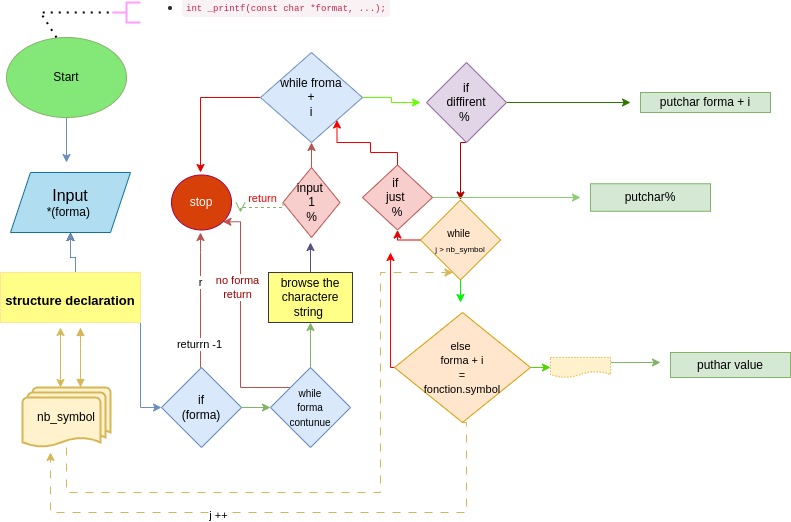 int _printf(const char *format, ...);
Start
while froma
+
i
if
diffirent
%
putchar forma + i
Input
*(forma)
stop
return
input
1
%
if
just
%
putchar%
while
j > nb_symbol
structure declaration
r
no forma
return
browse the
charactere
string
returrn -1
else
forma + i
=
fonction.symbol
puthar value
nb_symbol
if
(forma)
while
forma
contunue
j ++